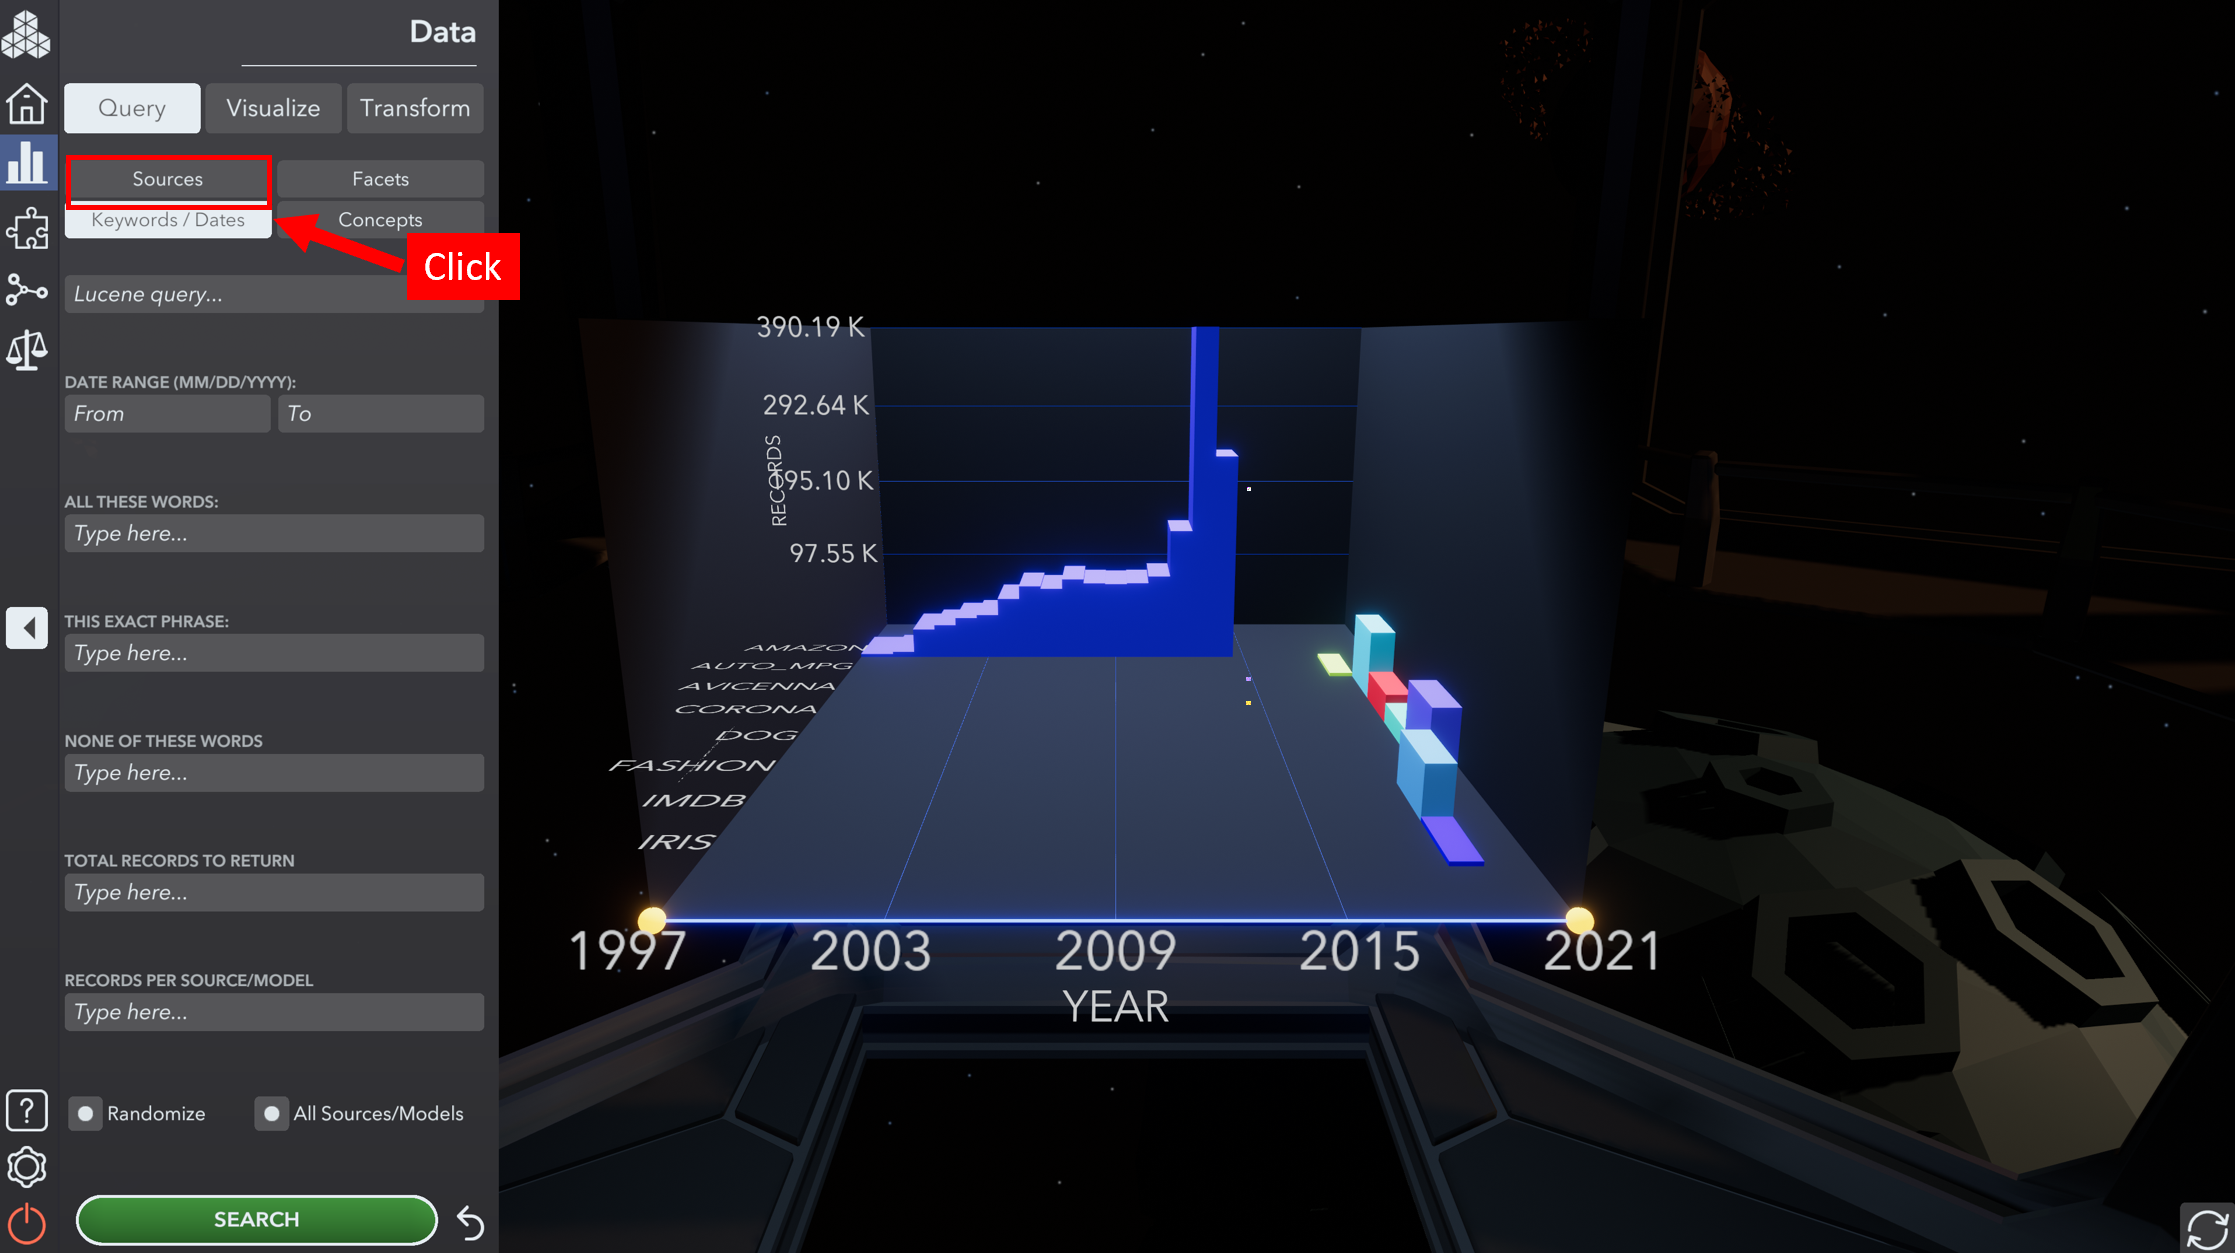 Data
Query Visualize Transform
Sources Facets
Keywords / Dates Concepts
Click
Lucene query...
DATE RANGE (MM/DD/YYYY):
From To
ALL THESE WORDS:
Type here...
THIS EXACT PHRASE:
Type here...
NONE OF THESE WORDS
Type here...
TOTAL RECORDS TO RETURN
Type here...
RECORDS PER SOURCE/MODEL
Type here...
Randomize All Sources/Models
SEARCH
?
390.19 K
292.64 K
195.10 K
97.55 K
RECORDS
AMAZON
AUTO_MPG
AVICENNA
CORONA
DOG
FASHION
IMDB
IRIS
1997 2003 2009 2015 2021
YEAR